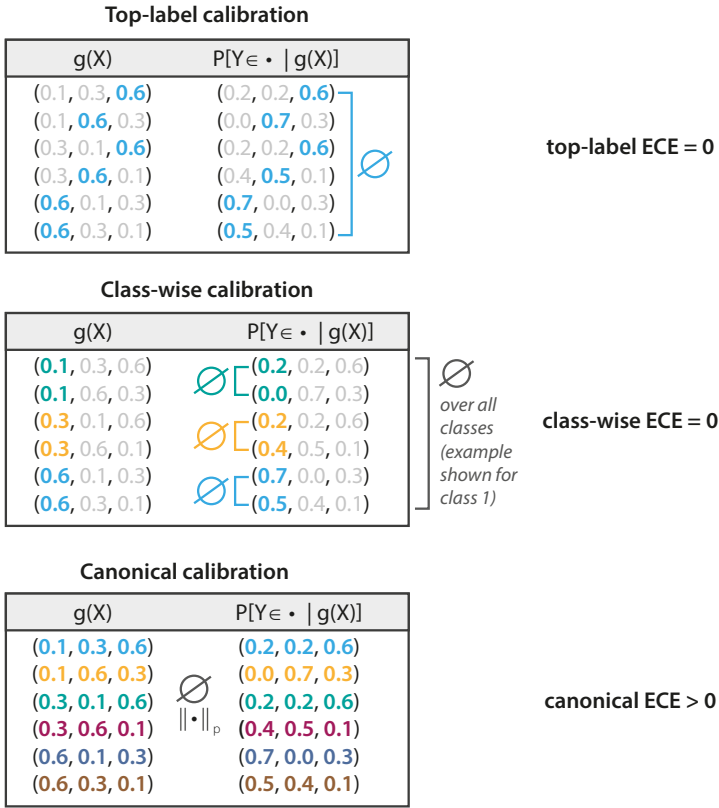 Top-label calibration
g(X) P[Y∈ • | g(X)]
(0.1, 0.3, 0.6) (0.2, 0.2, 0.6)
(0.1, 0.6, 0.3) (0.0, 0.7, 0.3)
(0.3, 0.1, 0.6) (0.2, 0.2, 0.6)
(0.3, 0.6, 0.1) (0.4, 0.5, 0.1)
(0.6, 0.1, 0.3) (0.7, 0.0, 0.3)
(0.6, 0.3, 0.1) (0.5, 0.4, 0.1)
∅
top-label ECE = 0
Class-wise calibration
g(X) P[Y∈ • | g(X)]
(0.1, 0.3, 0.6) (0.2, 0.2, 0.6)
(0.1, 0.6, 0.3) (0.0, 0.7, 0.3)
(0.3, 0.1, 0.6) (0.2, 0.2, 0.6)
(0.3, 0.6, 0.1) (0.4, 0.5, 0.1)
(0.6, 0.1, 0.3) (0.7, 0.0, 0.3)
(0.6, 0.3, 0.1) (0.5, 0.4, 0.1)
∅
∅
∅
∅
over all
classes
(example
shown for
class 1)
class-wise ECE = 0
Canonical calibration
g(X) P[Y∈ • | g(X)]
(0.1, 0.3, 0.6) (0.2, 0.2, 0.6)
(0.1, 0.6, 0.3) (0.0, 0.7, 0.3)
(0.3, 0.1, 0.6) (0.2, 0.2, 0.6)
(0.3, 0.6, 0.1) (0.4, 0.5, 0.1)
(0.6, 0.1, 0.3) (0.7, 0.0, 0.3)
(0.6, 0.3, 0.1) (0.5, 0.4, 0.1)
∅
‖•‖p
canonical ECE > 0